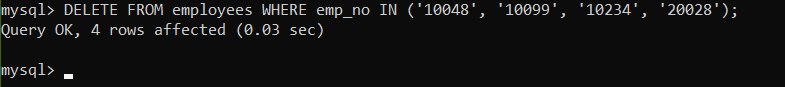 mysql> DELETE FROM employees WHERE emp_no IN ('10048', '10099', '10234', '20028');
Query OK, 4 rows affected (0.03 sec)
mysql>